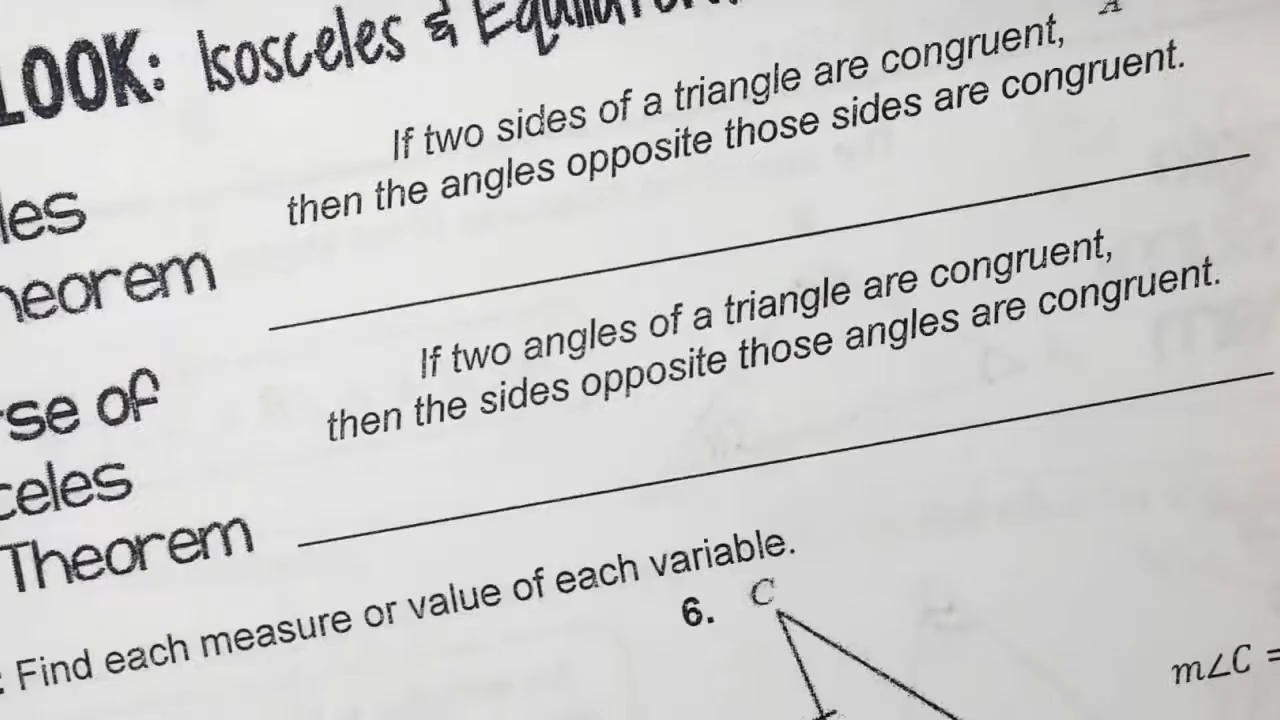 LOOK: Isosceles & Equilater
If two sides of a triangle are congruent,
then the angles opposite those sides are congruent.
les
heorem
If two angles of a triangle are congruent,
then the sides opposite those angles are congruent.
rse of
celes
Theorem
: Find each measure or value of each variable.
6. C
m∠C =
A